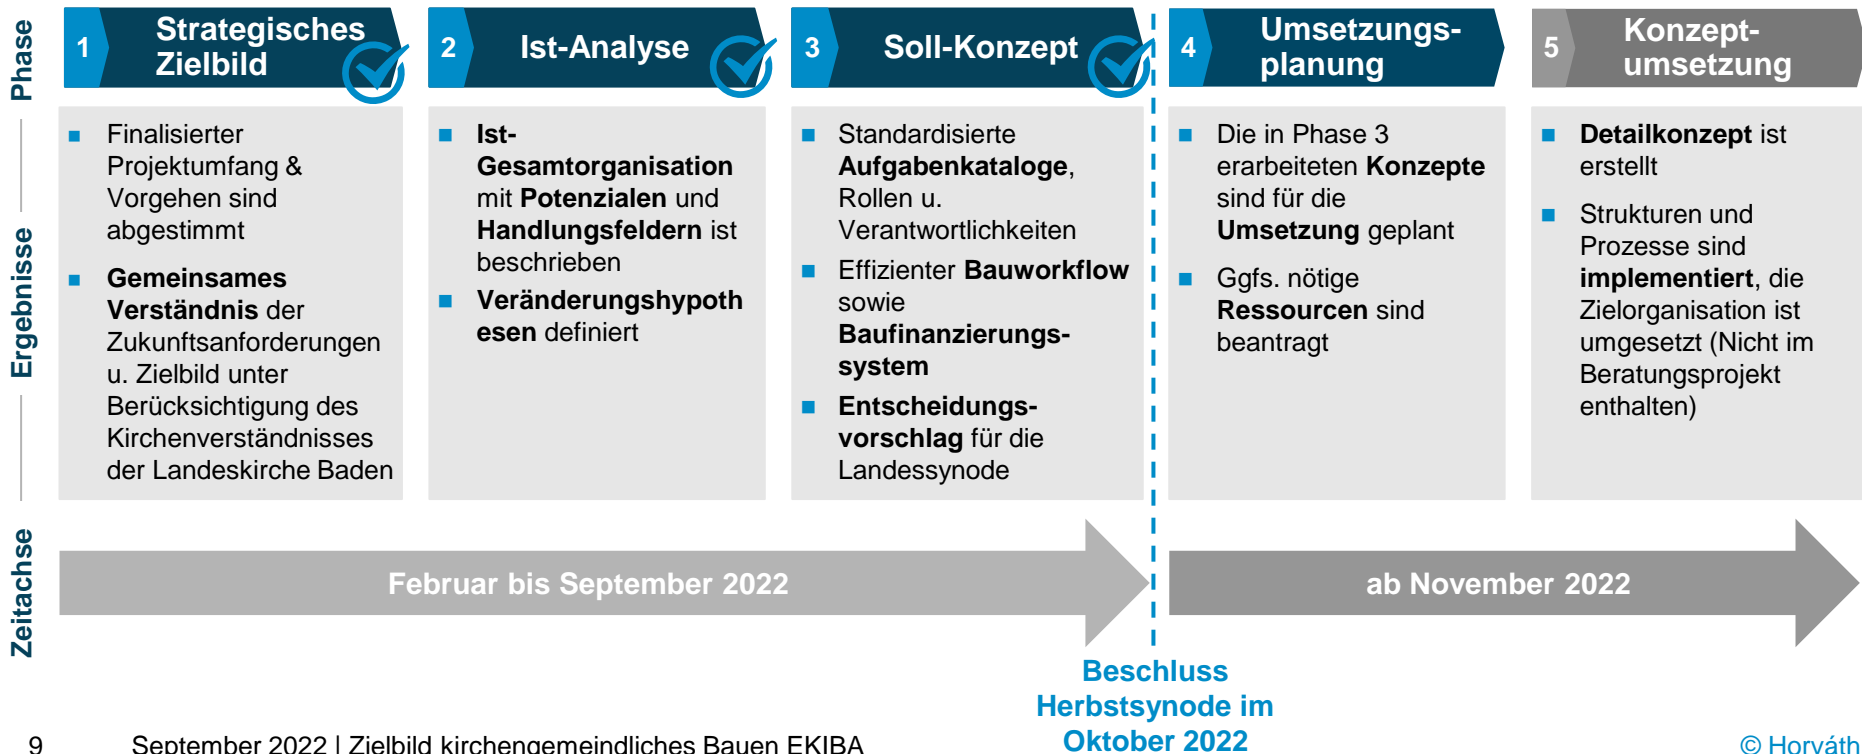 Phase
1
Strategisches
Zielbild
2
Ist-Analyse
3
Soll-Konzept
4
Umsetzungs-
planung
5
Konzept-
umsetzung
Ergebnisse
Finalisierter
Projektumfang &
Vorgehen sind
abgestimmt
Gemeinsames
Verständnis der
Zukunftsanforderungen
u. Zielbild unter
Berücksichtigung des
Kirchenverständnisses
der Landeskirche Baden
Ist-
Gesamtorganisation
mit Potenzialen und
Handlungsfeldern ist
beschrieben
Veränderungshypoth
esen definiert
Standardisierte
Aufgabenkataloge,
Rollen u.
Verantwortlichkeiten
Effizienter Bauworkflow
sowie
Baufinanzierungs-
system
Entscheidungs-
vorschlag für die
Landessynode
Die in Phase 3
erarbeiteten Konzepte
sind für die
Umsetzung geplant
Ggfs. nötige
Ressourcen sind
beantragt
Detailkonzept ist
erstellt
Strukturen und
Prozesse sind
implementiert, die
Zielorganisation ist
umgesetzt (Nicht im
Beratungsprojekt
enthalten)
Zeitachse
Februar bis September 2022
ab November 2022
Beschluss
Herbstsynode im
Oktober 2022
9 September 2022 | Zielbild kirchengemeindliches Bauen EKIBA
© Horváth